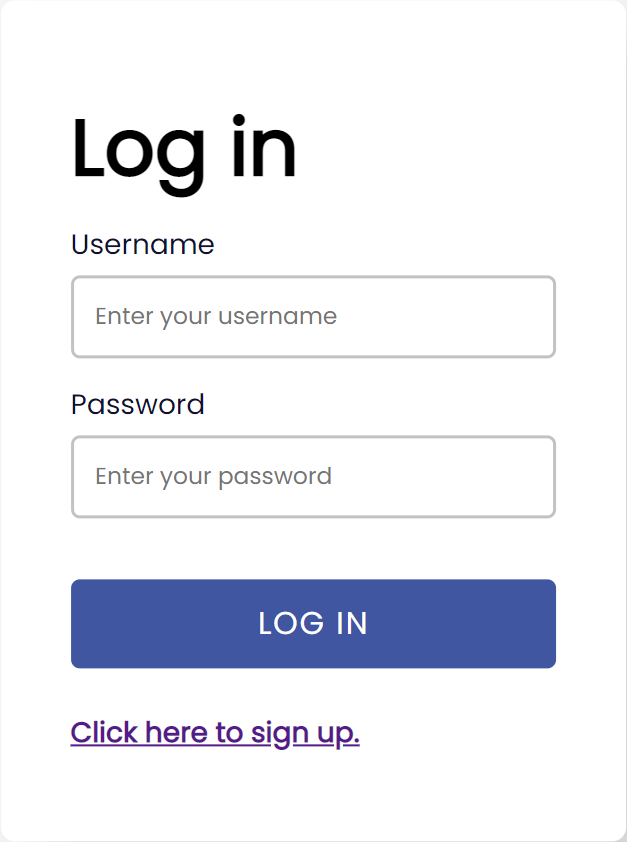 Log in
Username
Enter your username
Password
Enter your password
LOG IN
Click here to sign up.